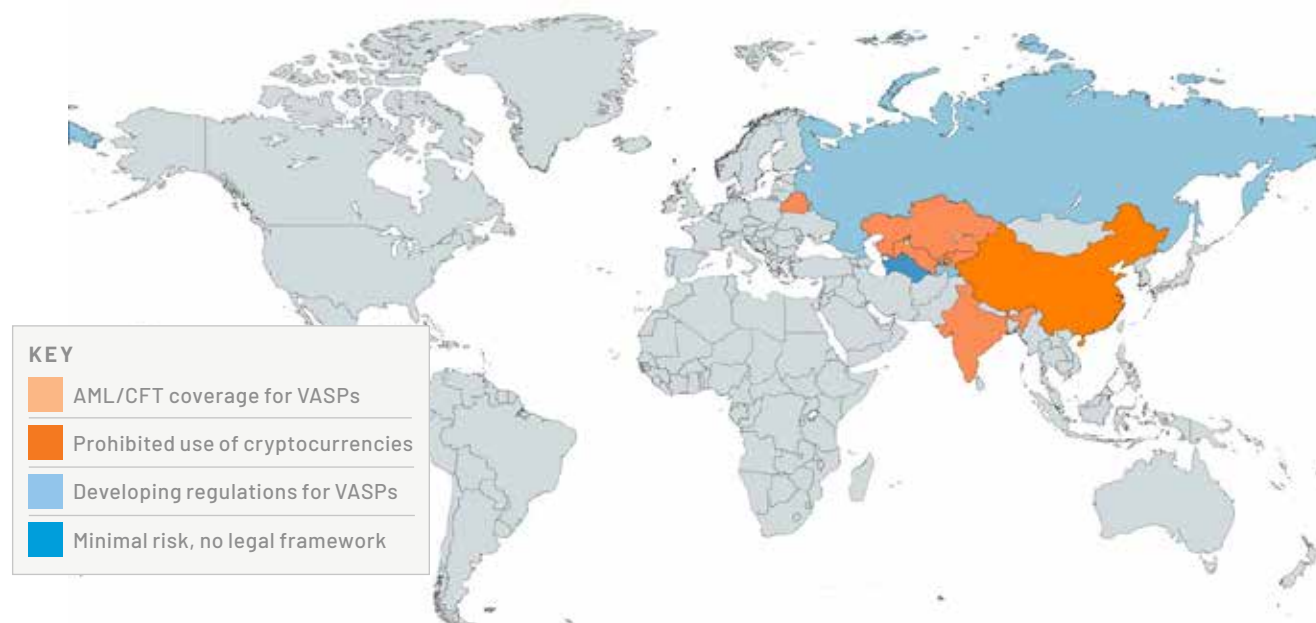 KEY
AML/CFT coverage for VASPs
Prohibited use of cryptocurrencies
Developing regulations for VASPs
Minimal risk, no legal framework